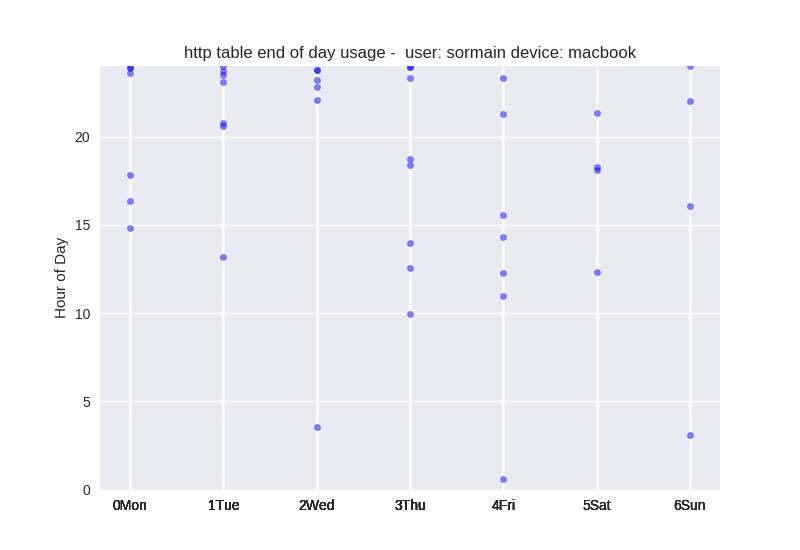 http table end of day usage -  user: sormain device: macbook
Hour of Day
20
15
10
5
0
0Mon 1Tue 2Wed 3Thu 4Fri 5Sat 6Sun